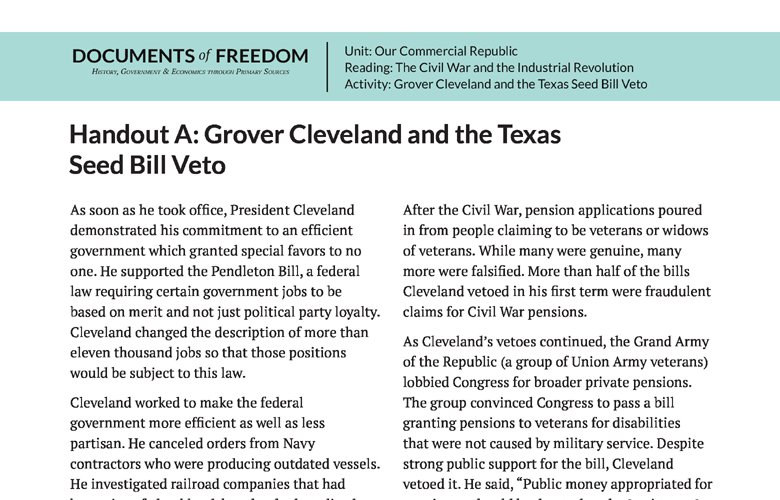 DOCUMENTS of FREEDOM
History, Government & Economics through Primary Sources
Unit: Our Commercial Republic
Reading: The Civil War and the Industrial Revolution
Activity: Grover Cleveland and the Texas Seed Bill Veto
Handout A: Grover Cleveland and the Texas
Seed Bill Veto
As soon as he took office, President Cleveland
demonstrated his commitment to an efficient
government which granted special favors to no
one. He supported the Pendleton Bill, a federal
law requiring certain government jobs to be
based on merit and not just political party loyalty.
Cleveland changed the description of more than
eleven thousand jobs so that those positions
would be subject to this law.
Cleveland worked to make the federal
government more efficient as well as less
partisan. He canceled orders from Navy
contractors who were producing outdated vessels.
He investigated railroad companies that had
After the Civil War, pension applications poured
in from people claiming to be veterans or widows
of veterans. While many were genuine, many
more were falsified. More than half of the bills
Cleveland vetoed in his first term were fraudulent
claims for Civil War pensions.
As Cleveland’s vetoes continued, the Grand Army
of the Republic (a group of Union Army veterans)
lobbied Congress for broader private pensions.
The group convinced Congress to pass a bill
granting pensions to veterans for disabilities
that were not caused by military service. Despite
strong public support for the bill, Cleveland
vetoed it. He said, “Public money appropriated for